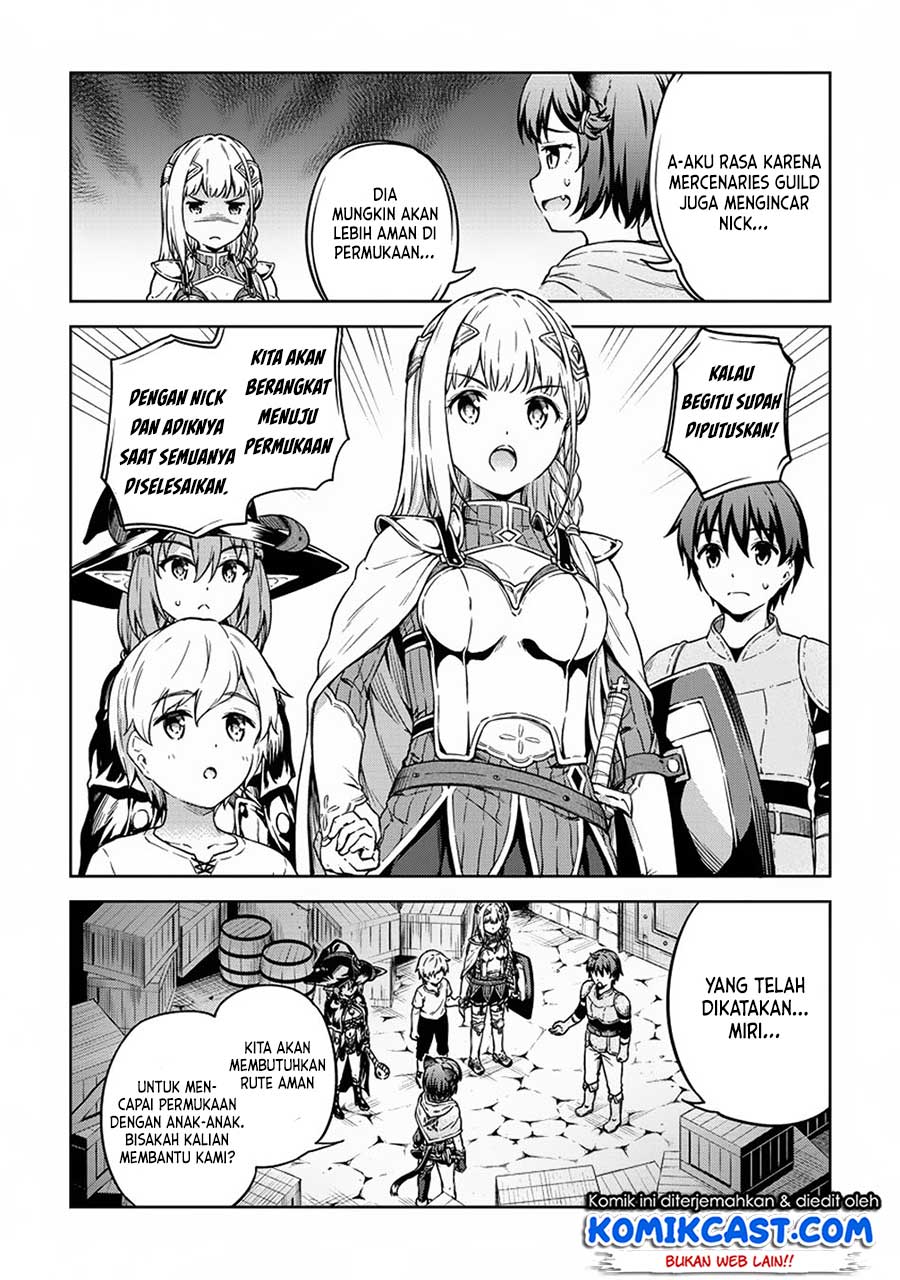 A-AKU RASA KARENA
MERCENARIES GUILD
JUGA MENGINCAR
NICK...
DIA
MUNGKIN AKAN
LEBIH AMAN DI
PERMUKAAN...
KALAU
BEGITU SUDAH
DIPUTUSKAN!
KITA AKAN
BERANGKAT
MENUJU
PERMUKAAN
DENGAN NICK
DAN ADIKNYA
SAAT SEMUANYA
DISELESAIKAN.
YANG TELAH
DIKATAKAN...
MIRI...
KITA AKAN
MEMBUTUHKAN
RUTE AMAN
UNTUK MEN-
CAPAI PERMUKAAN
DENGAN ANAK-ANAK.
BISAKAH KALIAN
MEMBANTU KAMI?
Komik ini diterjemahkan & diedit oleh
KOMIKCAST.COM
BUKAN WEB LAIN!!